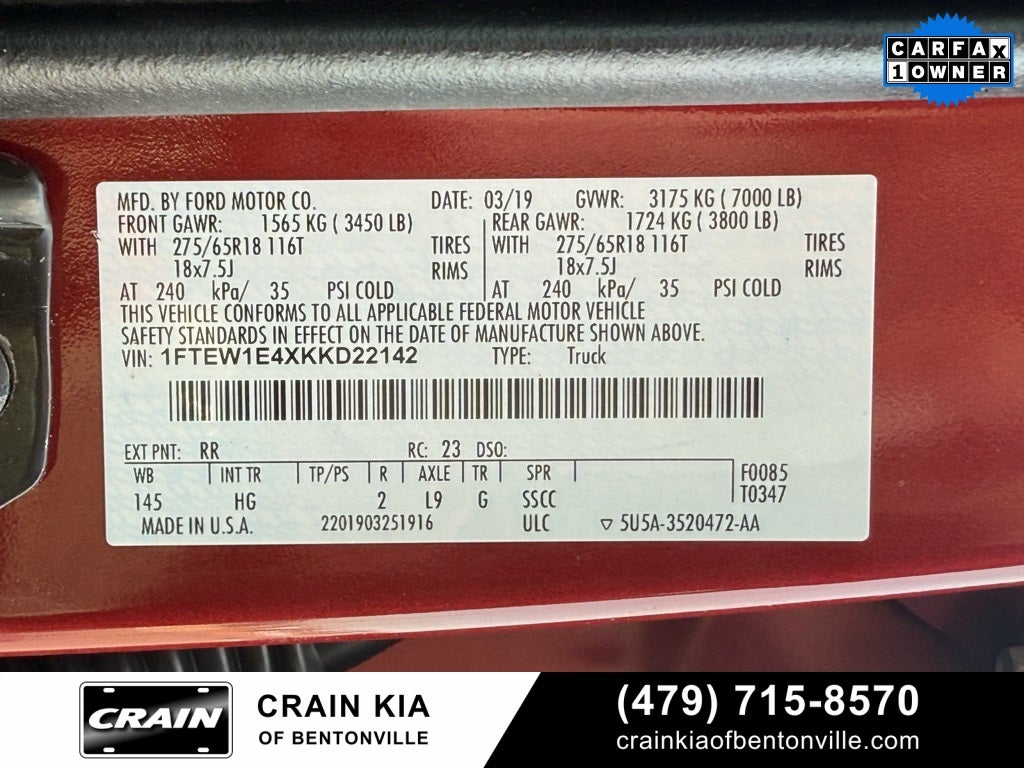 CARFAX
1 OWNER
MFD. BY FORD MOTOR CO. DATE: 03/19 GVWR: 3175 KG ( 7000 LB)
FRONT GAWR: 1565 KG ( 3450 LB) REAR GAWR: 1724 KG ( 3800 LB)
WITH 275/65R18 116T TIRES WITH 275/65R18 116T TIRES
18x7.5J RIMS 18x7.5J RIMS
AT 240 kPa/ 35 PSI COLD AT 240 kPa/ 35 PSI COLD
THIS VEHICLE CONFORMS TO ALL APPLICABLE FEDERAL MOTOR VEHICLE
SAFETY STANDARDS IN EFFECT ON THE DATE OF MANUFACTURE SHOWN ABOVE.
VIN: 1FTEW1E4XKKD22142 TYPE: Truck
EXT PNT: RR RC: 23 DSO:
WB INT TR TP/PS R AXLE TR SPR F0085
145 HG 2 L9 G SSCC T0347
MADE IN U.S.A. 2201903251916 ULC ▽ 5U5A-3520472-AA
CRAIN
CRAIN KIA
OF BENTONVILLE
(479) 715-8570
crainkiaofbentonville.com